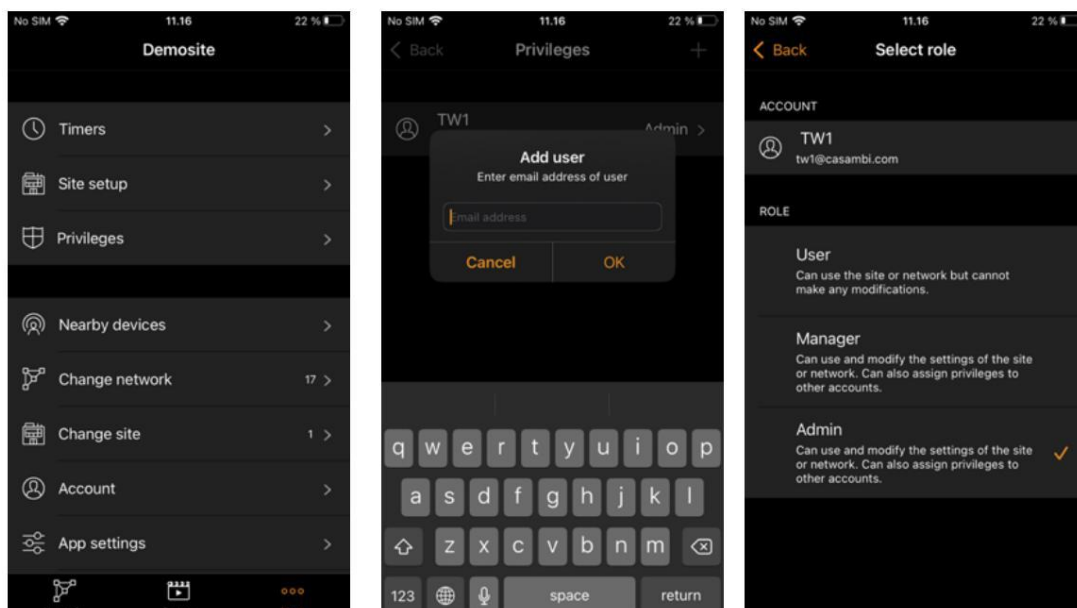 No SIM 11.16 22 %
Demosite
Timers
Site setup
Privileges
Nearby devices
Change network 17
Change site 1
Account
App settings
No SIM 11.16 22 %
Back Privileges +
TW1
Admin
Add user
Enter email address of user
Email address
Cancel OK
q w e r t y u i o p
a s d f g h j k l
z x c v b n m
123 space return
No SIM 11.16 22 %
Back Select role
ACCOUNT
TW1
tw1@casambi.com
ROLE
User
Can use the site or network but cannot
make any modifications.
Manager
Can use and modify the settings of the site
or network. Can also assign privileges to
other accounts.
Admin
Can use and modify the settings of the site
or network. Can also assign privileges to
other accounts.